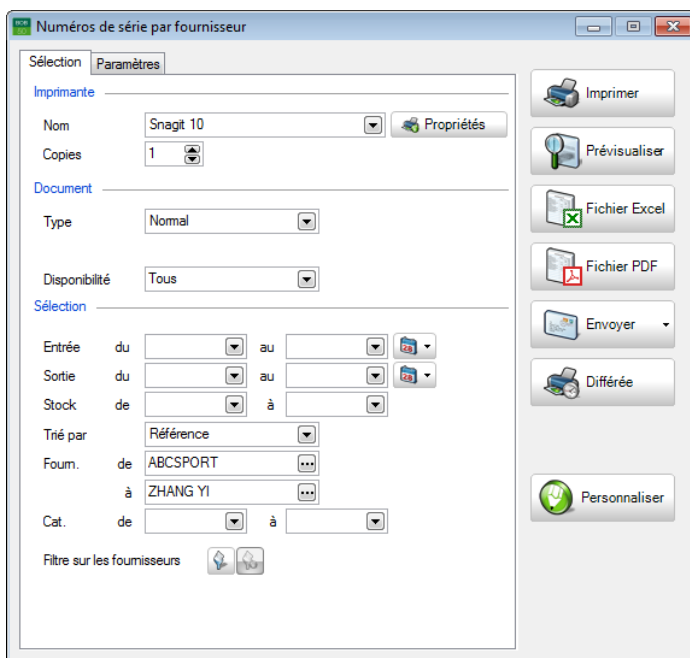 Numéros de série par fournisseur
Sélection Paramètres
Imprimante
Nom Snagit 10 Propriétés
Copies 1
Document
Type Normal
Disponibilité Tous
Sélection
Entrée du au 28
Sortie du au 28
Stock de à
Trié par Référence
Fourn. de ABCSPORT
à ZHANG YI
Cat. de à
Filtre sur les fournisseurs
Imprimer
Prévisualiser
Fichier Excel
Fichier PDF
Envoyer
Différée
Personnaliser